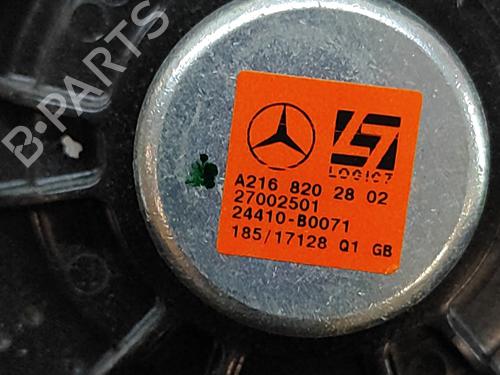 B-PARTS
LOGIC7
A216 820 28 02
27002501
24410-B0071
185/17128 Q1 GB